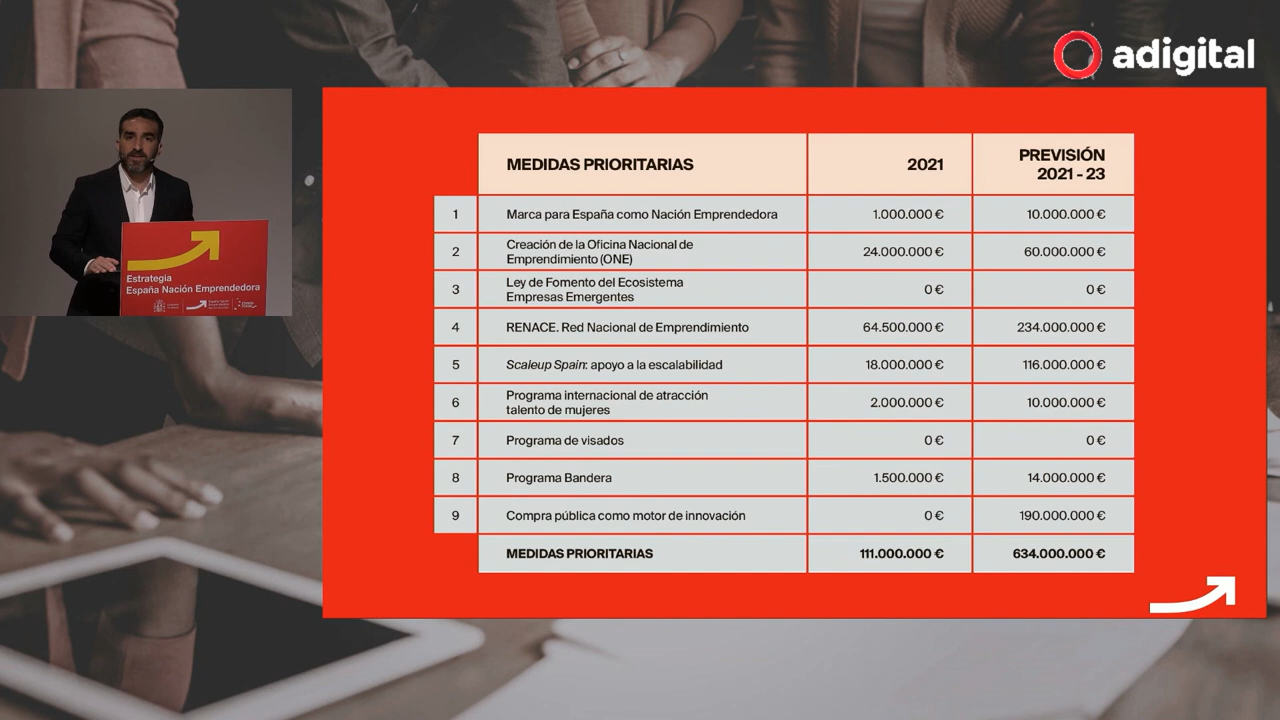 adigital
Estrategia
España Nación Emprendedora
MEDIDAS PRIORITARIAS 2021 PREVISIÓN
2021 - 23
1 Marca para España como Nación Emprendedora 1.000.000 € 10.000.000 €
2 Creación de la Oficina Nacional de
Emprendimiento (ONE) 24.000.000 € 60.000.000 €
3 Ley de Fomento del Ecosistema
Empresas Emergentes 0 € 0 €
4 RENACE. Red Nacional de Emprendimiento 64.500.000 € 234.000.000 €
5 Scaleup Spain: apoyo a la escalabilidad 18.000.000 € 116.000.000 €
6 Programa internacional de atracción
talento de mujeres 2.000.000 € 10.000.000 €
7 Programa de visados 0 € 0 €
8 Programa Bandera 1.500.000 € 14.000.000 €
9 Compra pública como motor de innovación 0 € 190.000.000 €
MEDIDAS PRIORITARIAS 111.000.000 € 634.000.000 €